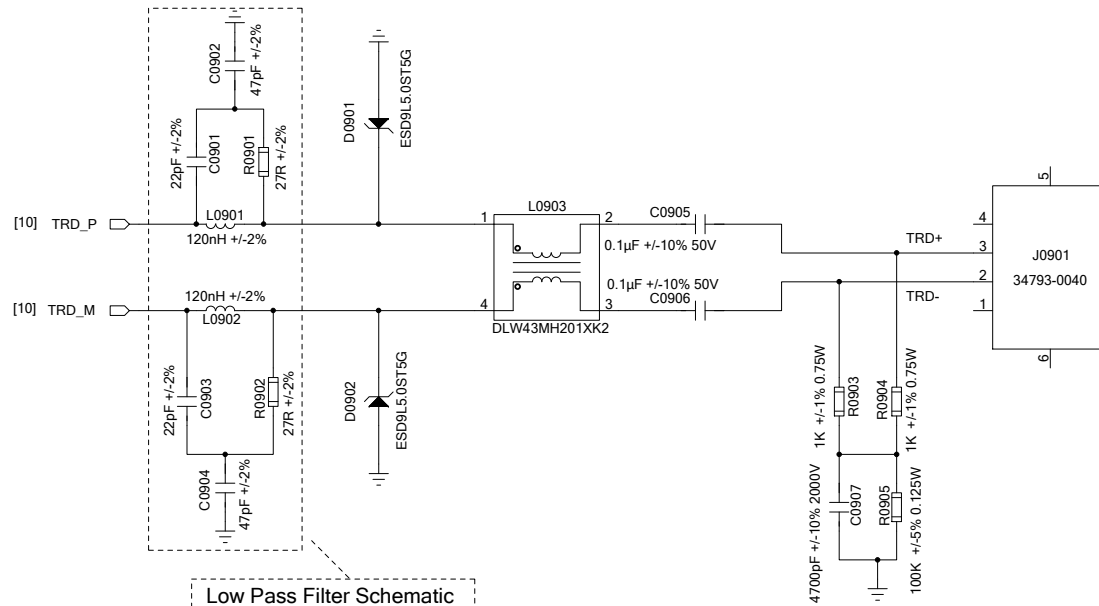 C0902
47pF +/-2%
22pF +/-2%
C0901
R0901
27R +/-2%
D0901
ESD9L5.0ST5G
[10] TRD_P
L0901
120nH +/-2%
1
L0903
2
C0905
0.1µF +/-10% 50V
TRD+
5
4
3
J0901
34793-0040
[10] TRD_M
120nH +/-2%
L0902
4
3
DLW43MH201XK2
0.1µF +/-10% 50V
C0906
TRD-
2
1
6
22pF +/-2%
C0903
R0902
27R +/-2%
D0902
ESD9L5.0ST5G
C0904
47pF +/-2%
1K +/-1% 0.75W
R0903
R0904
1K +/-1% 0.75W
4700pF +/-10% 2000V
C0907
R0905
100K +/-5% 0.125W
Low Pass Filter Schematic